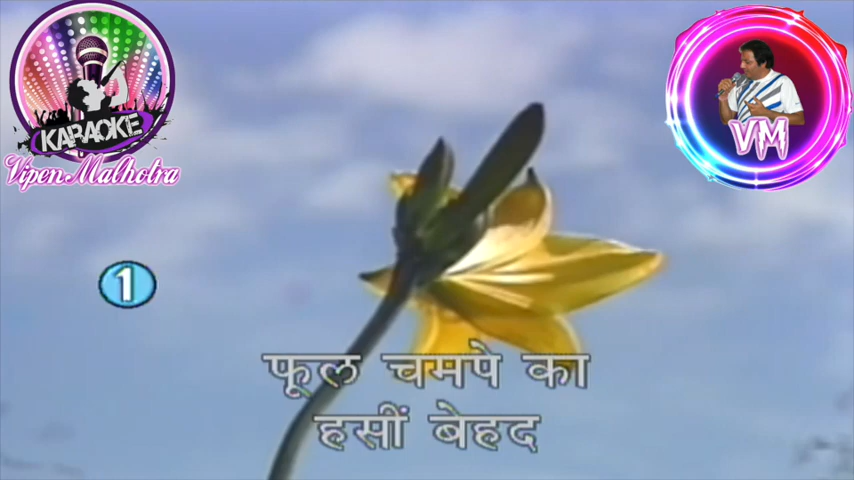 KARAOKE
Vipen Malhotra
VM
1
फूल चमपे का
हसीं बेहद